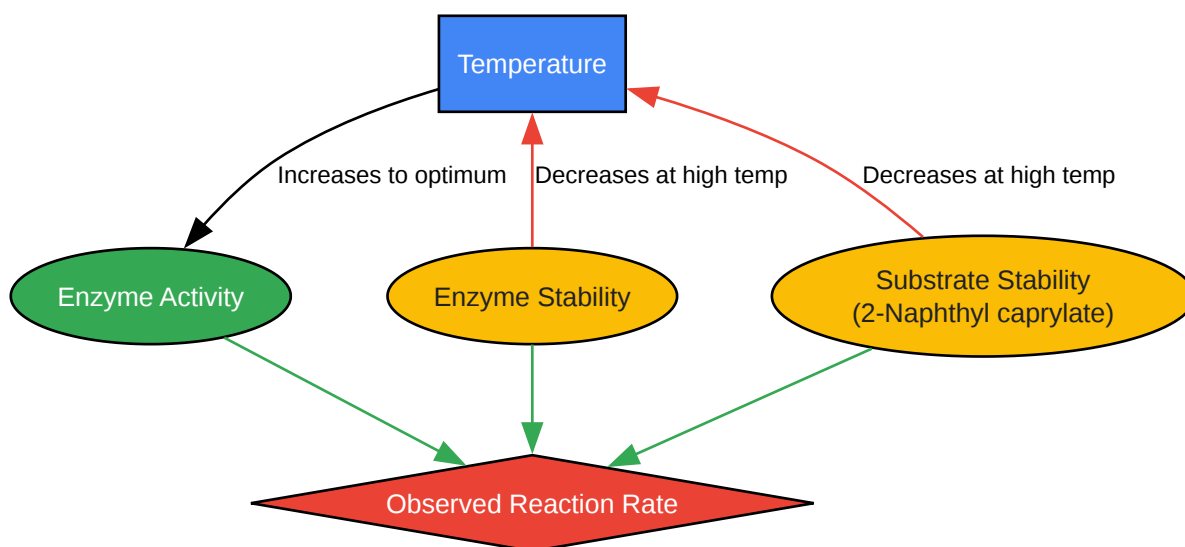 Temperature
Increases to optimum
Decreases at high temp
Decreases at high temp
Enzyme Activity
Enzyme Stability
Substrate Stability
(2-Naphthyl caprylate)
Observed Reaction Rate